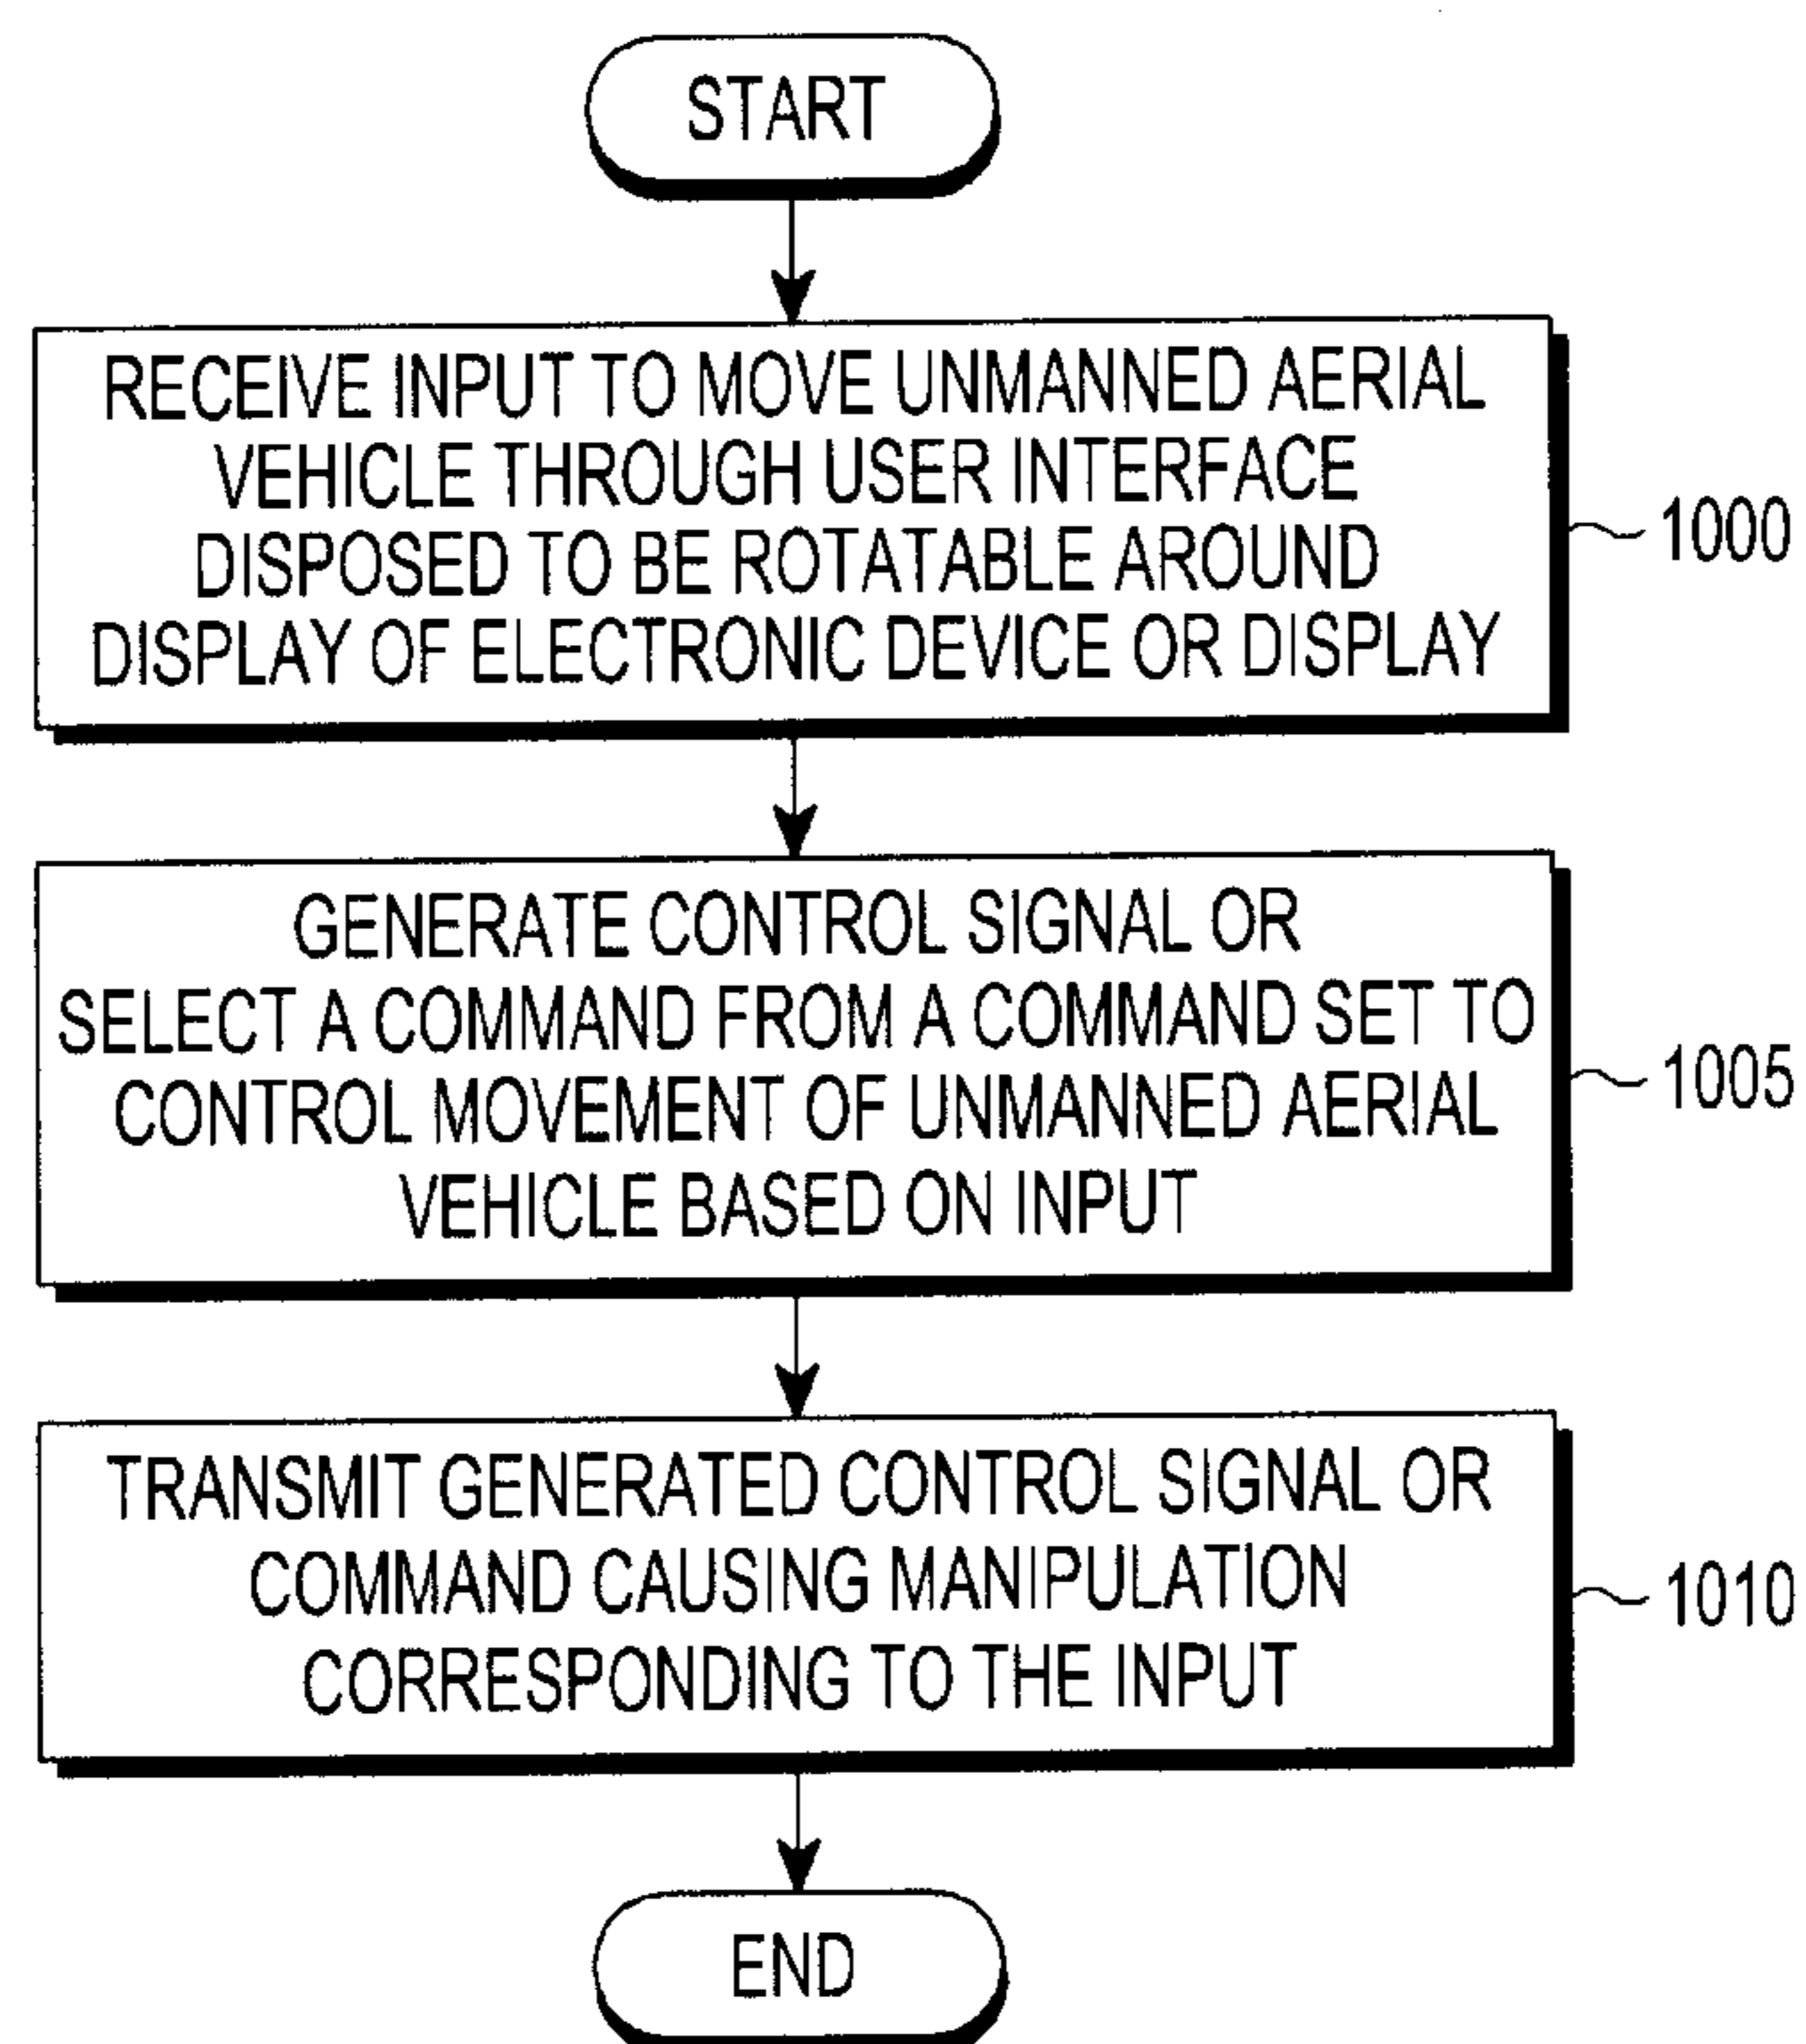 START
RECEIVE INPUT TO MOVE UNMANNED AERIAL
VEHICLE THROUGH USER INTERFACE
DISPOSED TO BE ROTATABLE AROUND
DISPLAY OF ELECTRONIC DEVICE OR DISPLAY
1000
GENERATE CONTROL SIGNAL OR
SELECT A COMMAND FROM A COMMAND SET TO
CONTROL MOVEMENT OF UNMANNED AERIAL
VEHICLE BASED ON INPUT
1005
TRANSMIT GENERATED CONTROL SIGNAL OR
COMMAND CAUSING MANIPULATION
CORRESPONDING TO THE INPUT
1010
END